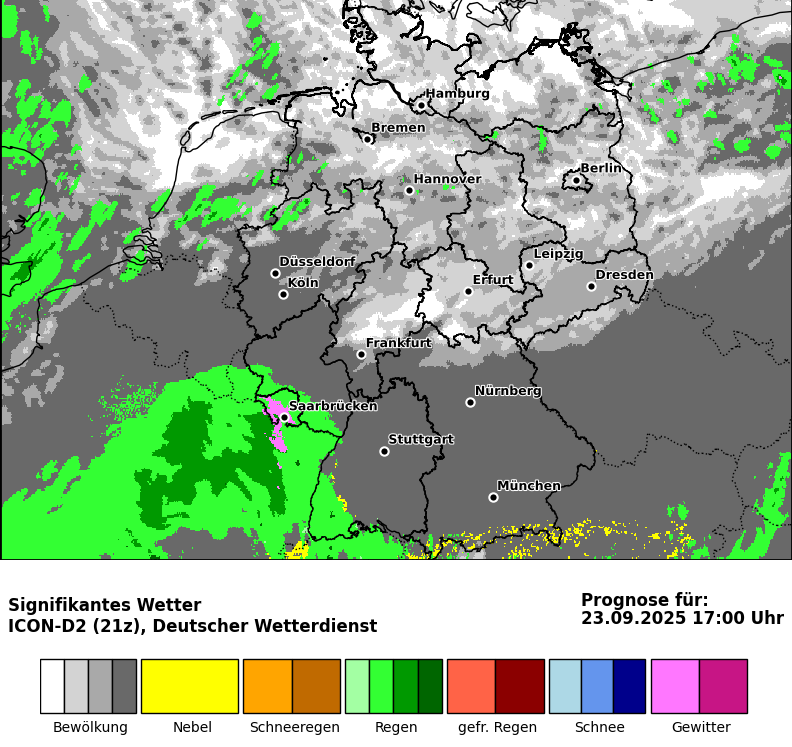 Hamburg
Bremen
Berlin
Hannover
Leipzig
Düsseldorf
Dresden
Köln
Erfurt
Frankfurt
Nürnberg
Saarbrücken
Stuttgart
München
Signifikantes Wetter
ICON-D2 (21z), Deutscher Wetterdienst
Prognose für:
23.09.2025 17:00 Uhr
Bewölkung Nebel Schneeregen Regen gefr. Regen Schnee Gewitter